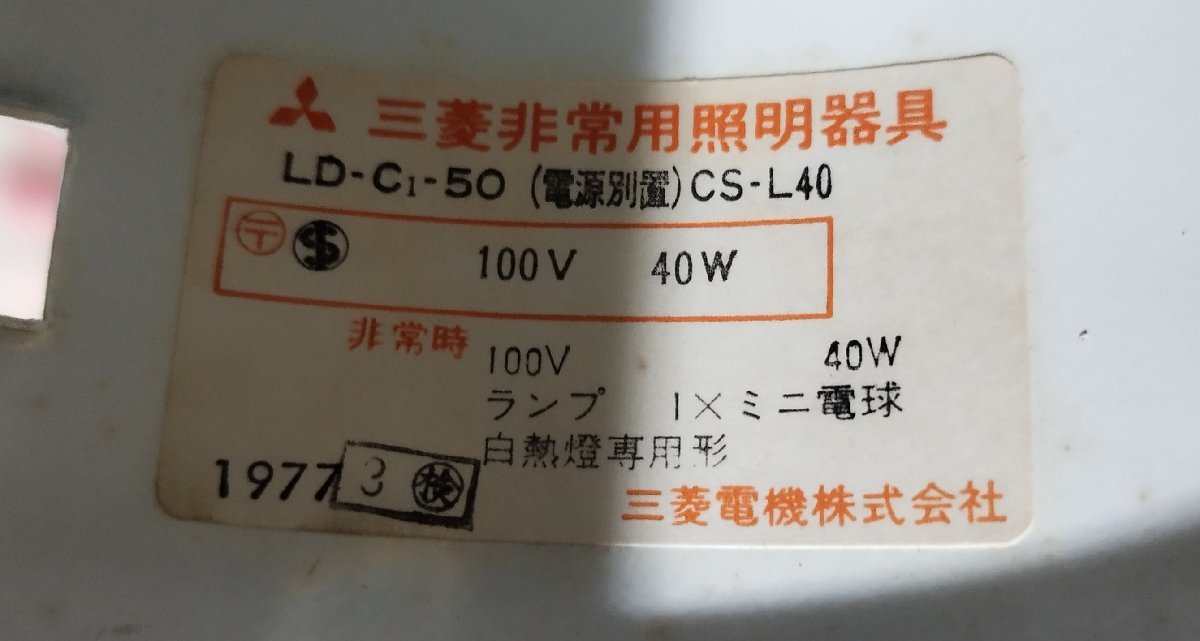 三菱非常用照明器具
LD-C1-50 (電源別置) CS-L40
〒 100V 40W
非常時 100V 40W
ランプ 1×ミニ電球
白熱燈専用形
1977 3 検
三菱電機株式会社